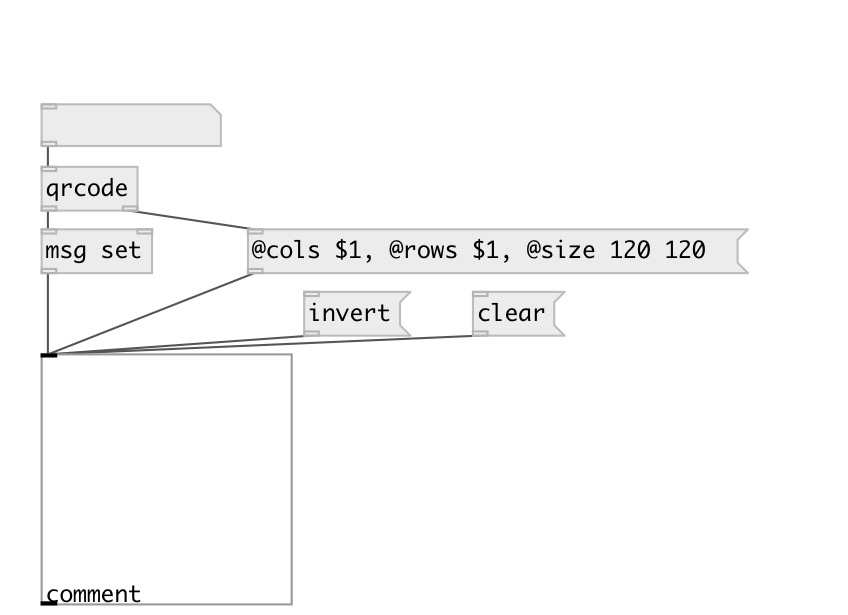 qrcode
msg set
@cols $1, @rows $1, @size 120 120
invert
clear
comment